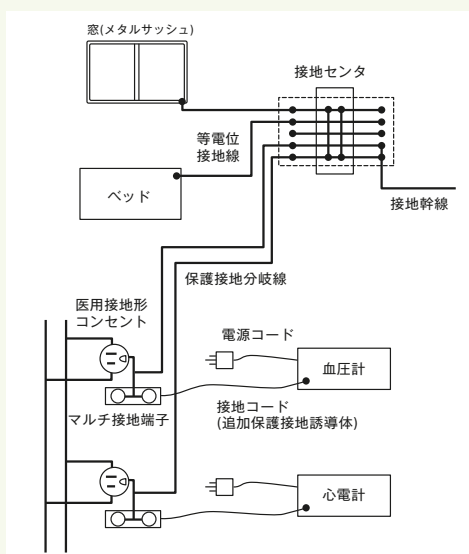 窓(メタルサッシュ)
接地センタ
等電位
接地線
ベッド
接地幹線
保護接地分岐線
医用接地形
コンセント
電源コード
血圧計
マルチ接地端子
接地コード
(追加保護接地誘導体)
心電計